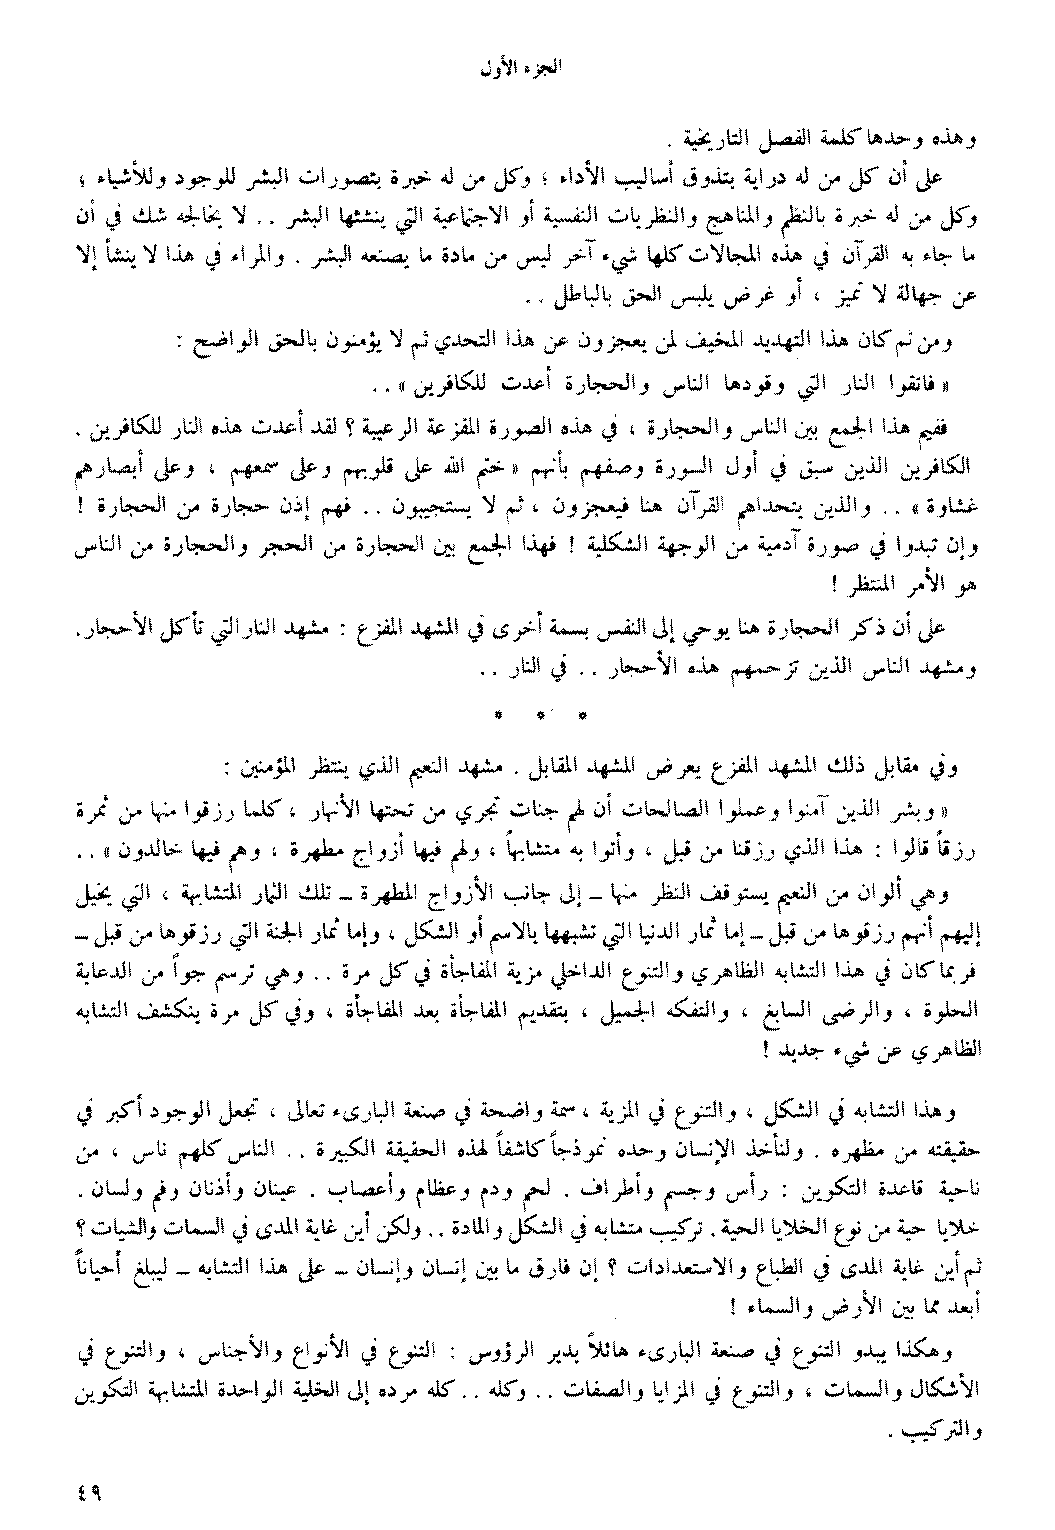 الجزء الأول
وهذه وحدها كلمة الفصل التاريخية .
على أن كل من له دراية بتذوق أساليب الأداء ؛ وكل من له خبرة بتصورات البشر للوجود وللأشياء ؛
وكل من له خبرة بالنظم والمناهج والنظريات النفسية أو الاجتماعية التي ينشئها البشر .. لا يخالجه شك في أن
ما جاء به القرآن في هذه المجالات كلها شيء آخر ليس من مادة ما يصنعه البشر . والمراء في هذا لا ينشأ إلا
عن جهالة لا تميز ، أو غرض يلبس الحق بالباطل ..
ومن ثم كان هذا التهديد المخيف لمن يعجزون عن هذا التحدي ثم لا يؤمنون بالحق الواضح :
« فاتقوا النار التي وقودها الناس والحجارة أعدت للكافرين » ..
ففيم هذا الجمع بين الناس والحجارة ، في هذه الصورة المفزعة الرعيبة ؟ لقد أعدت هذه النار للكافرين .
الكافرين الذين سبق في أول السورة وصفهم بأنهم « ختم الله على قلوبهم وعلى سمعهم ، وعلى أبصارهم
غشاوة » .. والذين يتحداهم القرآن هنا فيعجزون ، ثم لا يستجيبون .. فهم إذن حجارة من الحجارة !
وإن تبدوا في صورة آدمية من الوجهة الشكلية ! فهذا الجمع بين الحجارة من الحجر والحجارة من الناس
هو الأمر المنتظر !
على أن ذكر الحجارة هنا يوحي إلى النفس بسمة أخرى في المشهد المفزع : مشهد النار التي تأكل الأحجار.
ومشهد الناس الذين تزحمهم هذه الأحجار .. في النار ..
* * *
وفي مقابل ذلك المشهد المفزع يعرض المشهد المقابل . مشهد النعيم الذي ينتظر المؤمنين :
« وبشر الذين آمنوا وعملوا الصالحات أن لهم جنات تجري من تحتها الأنهار ، كلما رزقوا منها من ثمرة
رزقاً قالوا : هذا الذي رزقنا من قبل ، وأتوا به متشابهاً ، ولهم فيها أزواج مطهرة ، وهم فيها خالدون » ..
وهي ألوان من النعيم يستوقف النظر منها – إلى جانب الأزواج المطهرة – تلك الثمار المتشابهة ، التي يخيل
إليهم أنهم رزقوها من قبل – إما ثمار الدنيا التي تشبهها بالاسم أو الشكل ، وإما ثمار الجنة التي رزقوها من قبل –
فربما كان في هذا التشابه الظاهري والتنوع الداخلي مزية المفاجأة في كل مرة .. وهي ترسم جواً من الدعابة
الحلوة ، والرضى السابغ ، والتفكه الجميل ، بتقديم المفاجأة بعد المفاجأة ، وفي كل مرة ينكشف التشابه
الظاهري عن شيء جديد !
وهذا التشابه في الشكل ، والتنوع في المزية ، سمة واضحة في صنعة البارىء تعالى ، تجعل الوجود أكبر في
حقيقته من مظهره . ولنأخذ الإنسان وحده نموذجاً كاشفاً لهذه الحقيقة الكبيرة .. الناس كلهم ناس ، من
ناحية قاعدة التكوين : رأس وجسم وأطراف . لحم ودم وعظام وأعصاب . عينان وأذنان وفم ولسان .
خلايا حية من نوع الخلايا الحية . تركيب متشابه في الشكل والمادة .. ولكن أين غاية المدى في السمات والشيات ؟
ثم أين غاية المدى في الطباع والاستعدادات ؟ إن فارق ما بين إنسان وإنسان – على هذا التشابه – ليبلغ أحياناً
أبعد مما بين الأرض والسماء !
وهكذا يبدو التنوع في صنعة البارىء هائلاً يدير الرؤوس : التنوع في الأنواع والأجناس ، والتنوع في
الأشكال والسمات ، والتنوع في المزايا والصفات .. وكله .. كله مرده إلى الخلية الواحدة المتشابهة التكوين
والتركيب .
٤٩